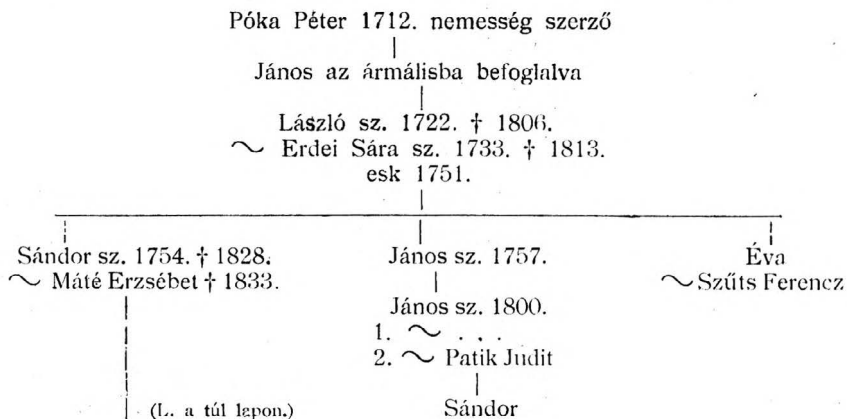 Póka Péter 1712. nemesség szerző
János az ármálisba befoglalva
László sz. 1722. † 1806.
~ Erdei Sára sz. 1733. † 1813.
esk 1751.
Sándor sz. 1754. † 1828.
~ Máté Erzsébet † 1833.
(L. a túl lapon.)
János sz. 1757.
János sz. 1800.
1. ~ . . .
2. ~ Patik Judit
Sándor
Éva
~ Szűts Ferencz